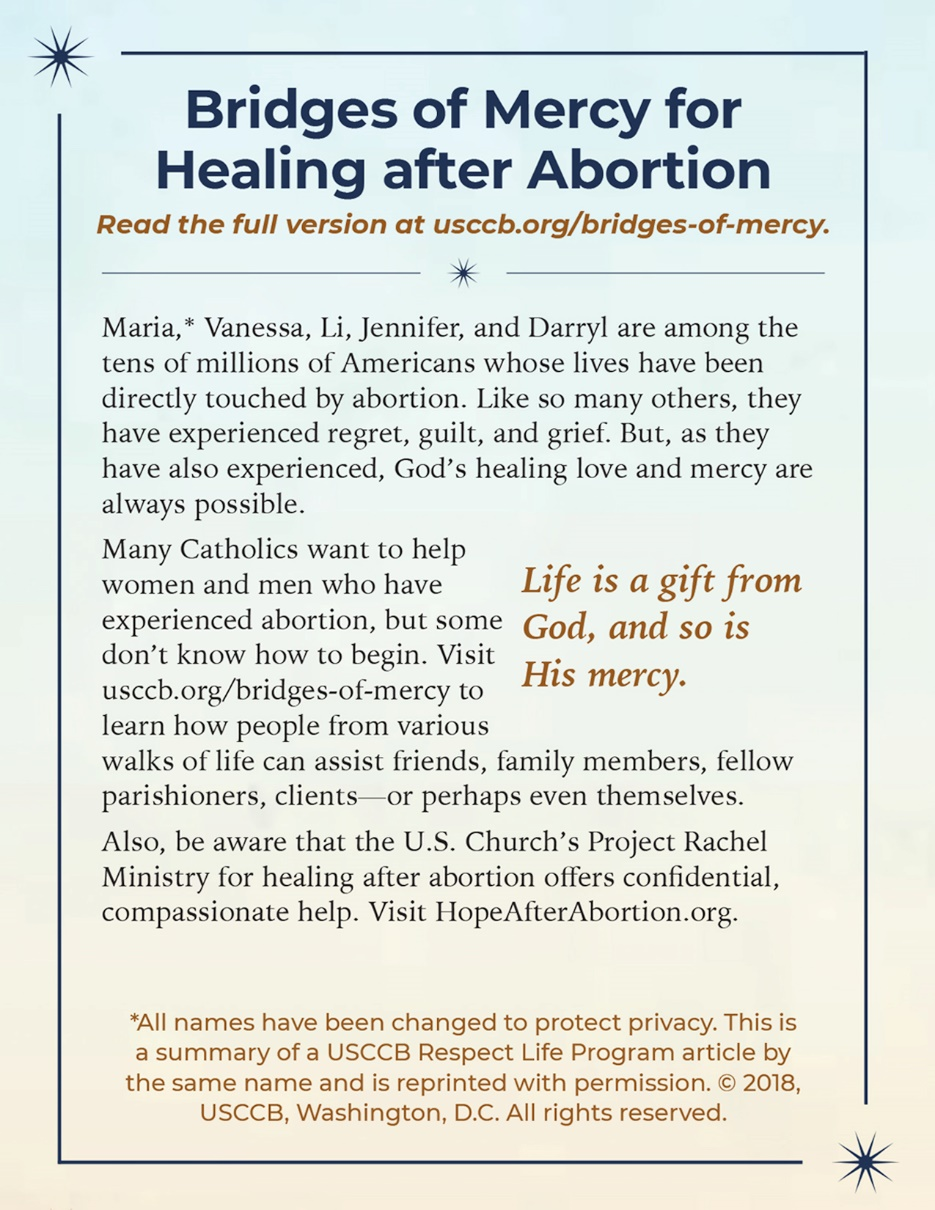 Bridges of Mercy for
Healing after Abortion
Read the full version at usccb.org/bridges-of-mercy.
Maria,* Vanessa, Li, Jennifer, and Darryl are among the
tens of millions of Americans whose lives have been
directly touched by abortion. Like so many others, they
have experienced regret, guilt, and grief. But, as they
have also experienced, God’s healing love and mercy are
always possible.
Many Catholics want to help
women and men who have
experienced abortion, but some
don’t know how to begin. Visit
usccb.org/bridges-of-mercy to
learn how people from various
walks of life can assist friends, family members, fellow
parishioners, clients—or perhaps even themselves.
Life is a gift from
God, and so is
His mercy.
Also, be aware that the U.S. Church’s Project Rachel
Ministry for healing after abortion offers confidential,
compassionate help. Visit HopeAfterAbortion.org.
*All names have been changed to protect privacy. This is
a summary of a USCCB Respect Life Program article by
the same name and is reprinted with permission. © 2018,
USCCB, Washington, D.C. All rights reserved.